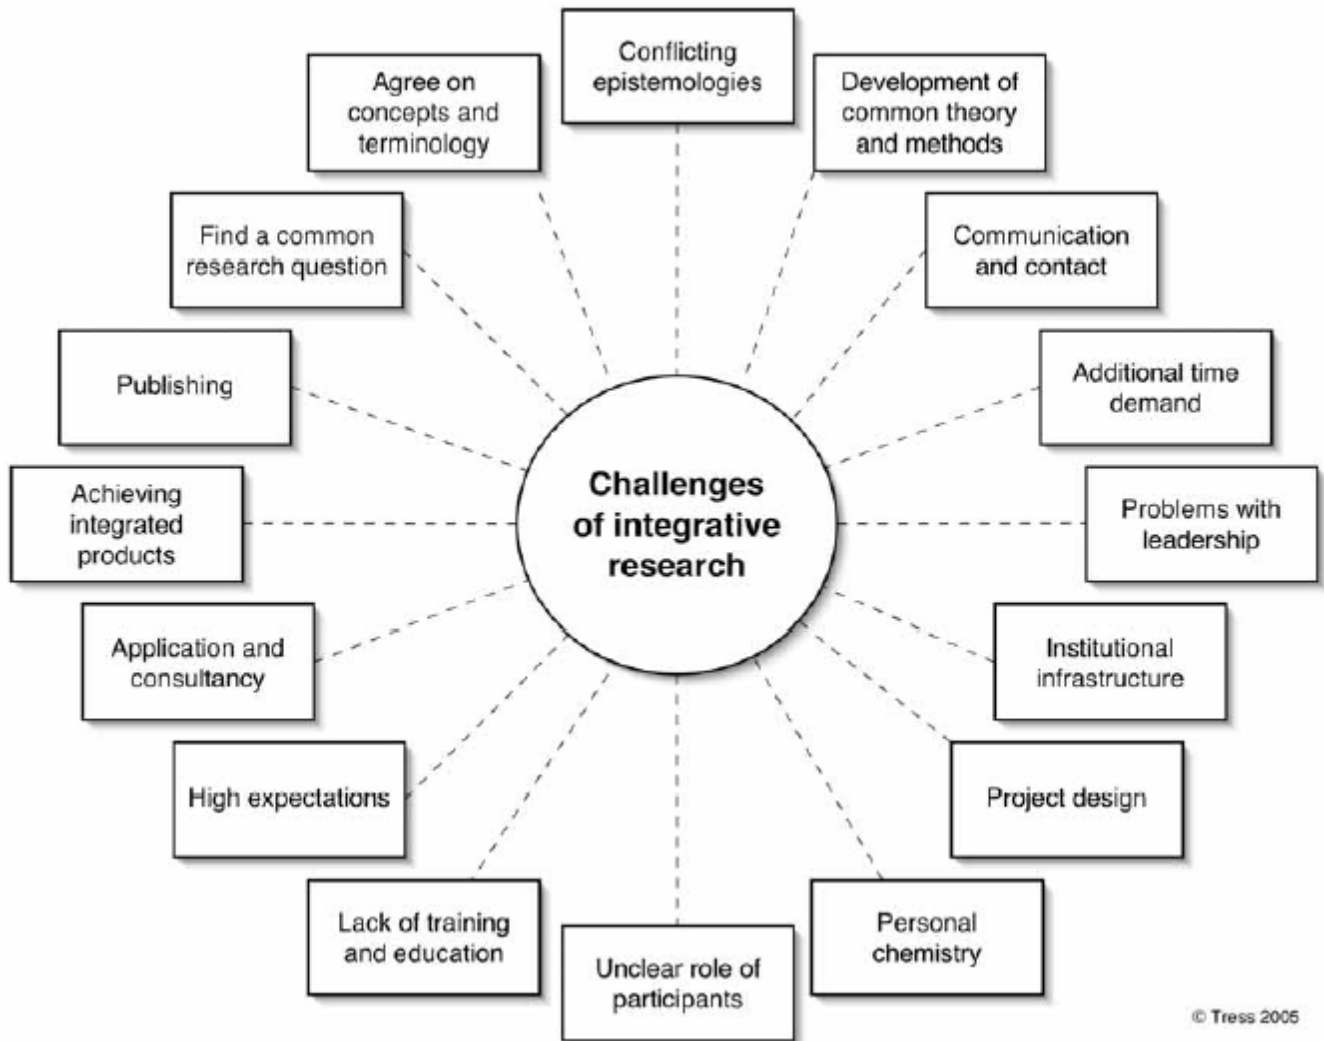 Conflicting
epistemologies
Agree on
concepts and
terminology
Development of
common theory
and methods
Find a common
research question
Communication
and contact
Publishing
Additional time
demand
Achieving
integrated
products
Challenges
of integrative
research
Problems with
leadership
Application and
consultancy
Institutional
infrastructure
High expectations
Project design
Lack of training
and education
Personal
chemistry
Unclear role of
participants
© Tress 2005